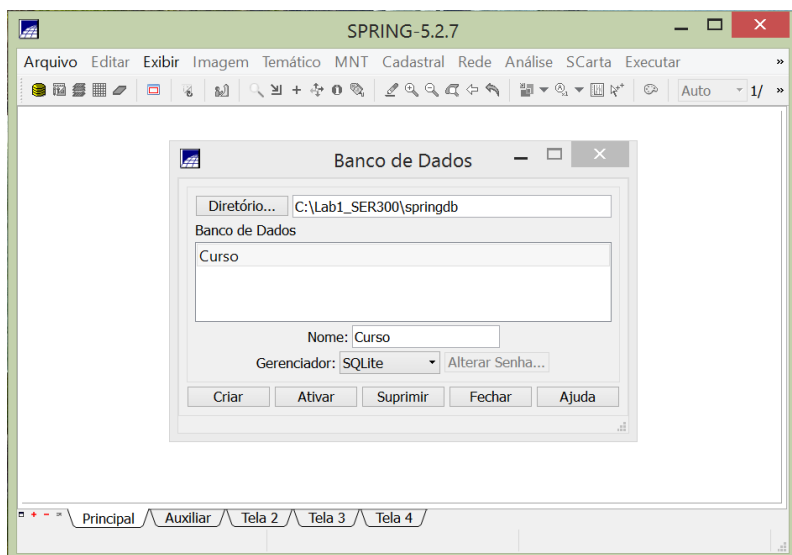 SPRING-5.2.7
Arquivo Editar Exibir Imagem Temático MNT Cadastral Rede Análise SCarta Executar »
Auto 1/ »
Banco de Dados
Diretório... C:\Lab1_SER300\springdb
Banco de Dados
Curso
Nome: Curso
Gerenciador: SQLite Alterar Senha...
Criar Ativar Suprimir Fechar Ajuda
Principal Auxiliar Tela 2 Tela 3 Tela 4